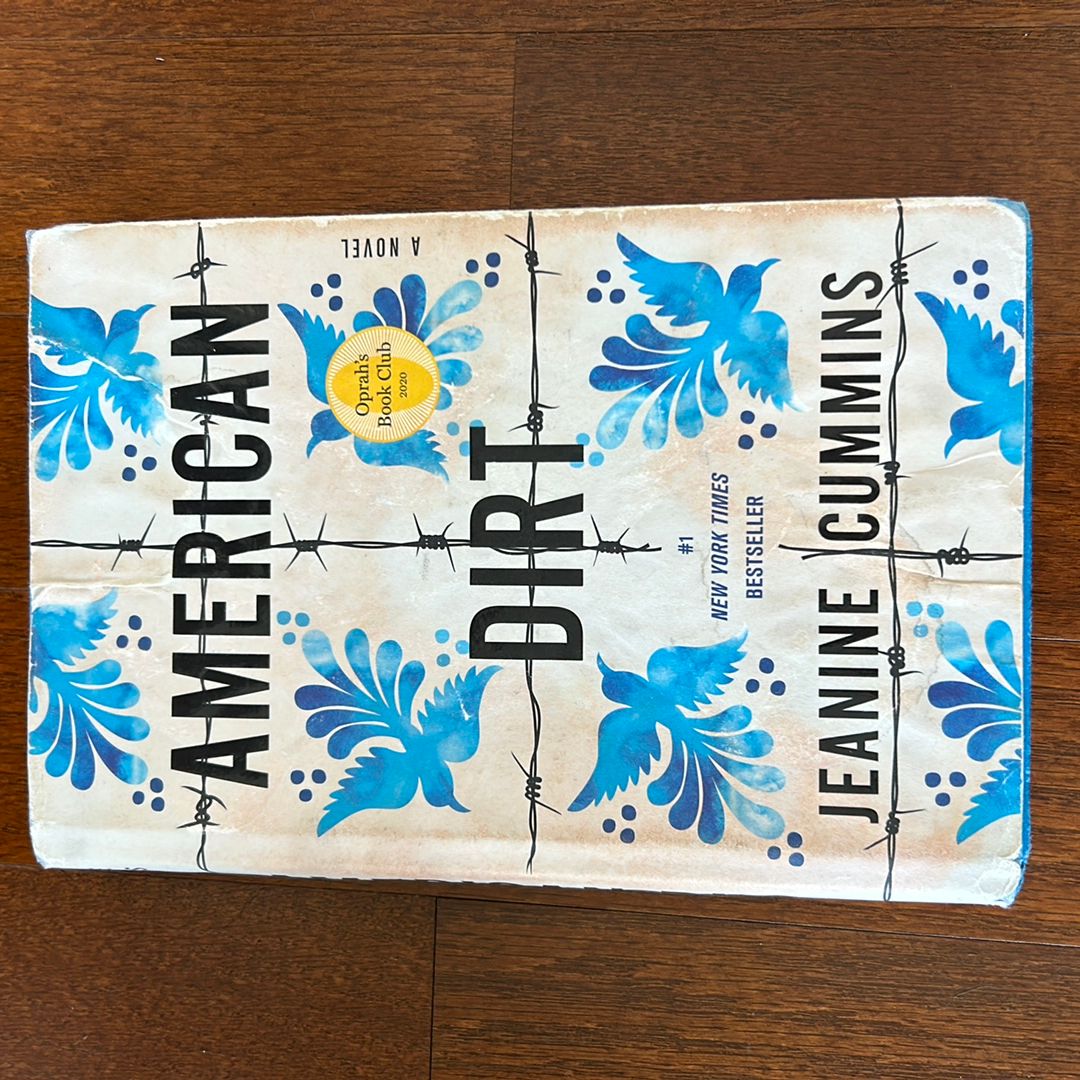 A NOVEL
AMERICAN
Oprah's
Book Club
2020
DIRT
#1
NEW YORK TIMES
BESTSELLER
JEANINE CUMMINS